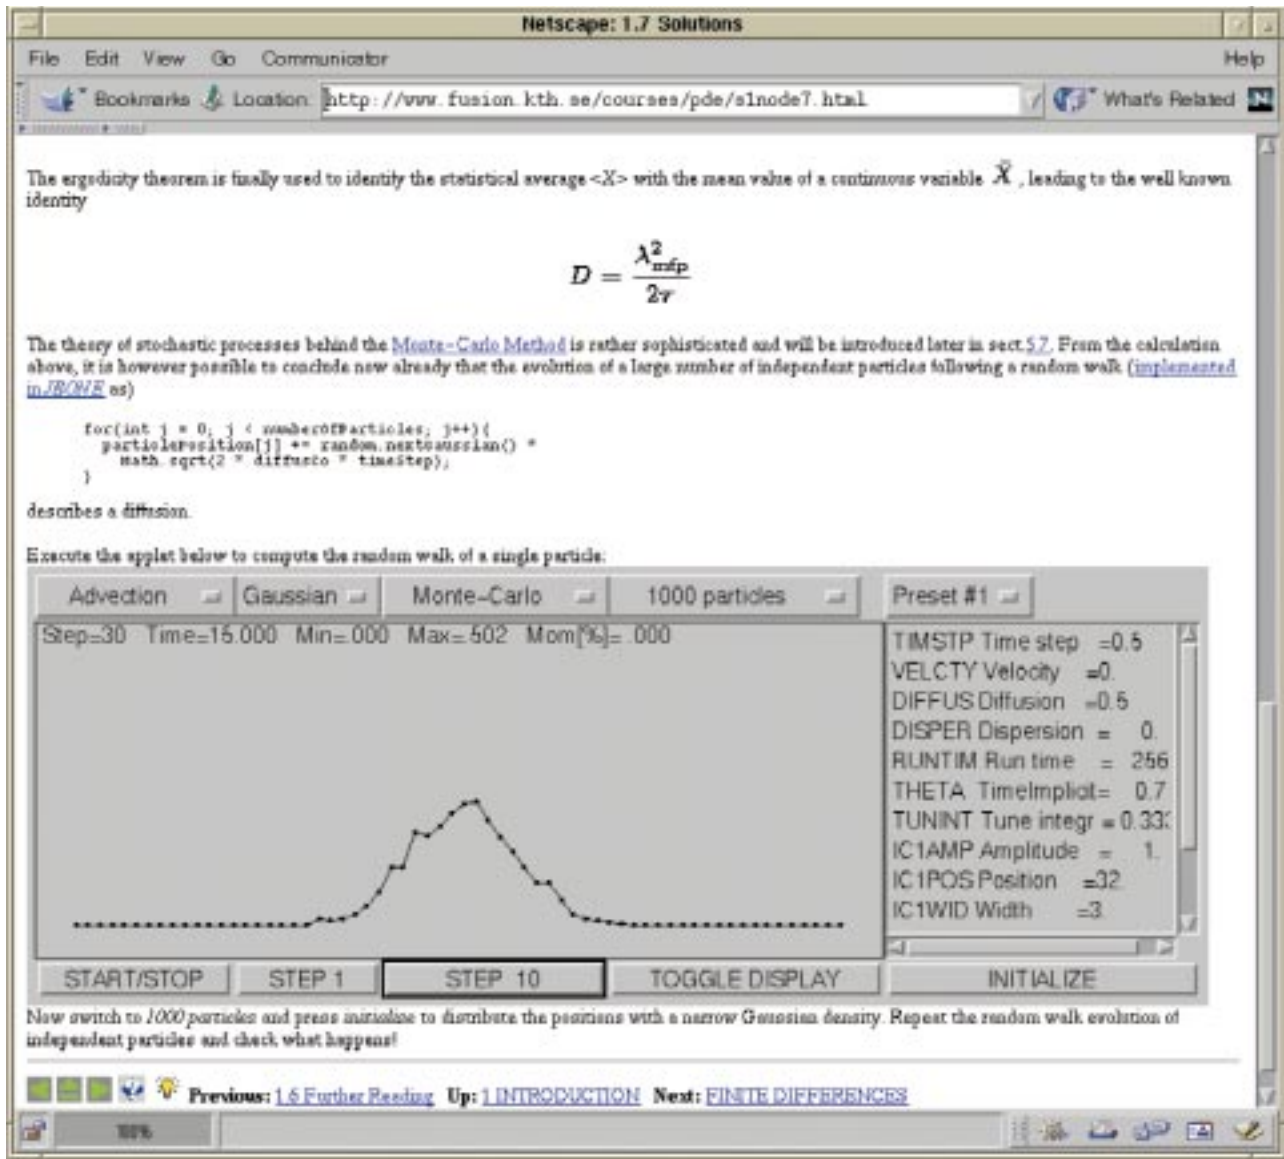 Netscape: 1.7 Solutions
File Edit View Go Communicator Help
Bookmarks Location: http://www.fusion.kth.se/courses/pde/s1node7.html What's Related N
The ergodicity theorem is finally used to identify the statistical average <X> with the mean value of a continuous variable X̄ , leading to the well known
identity
D = λ²mfp / 2τ
The theory of stochastic processes behind the Monte-Carlo Method is rather sophisticated and will be introduced later in sect.5.7. From the calculation
above, it is however possible to conclude now already that the evolution of a large number of independent particles following a random walk (implemented
in JBONE as)
for(int j = 0; j < numberOfParticles; j++){
particlePosition[j] += random.nextGaussian() *
Math.sqrt(2 * diffusCo * timeStep);
}
describes a diffusion.
Execute the applet below to compute the random walk of a single particle:
Advection Gaussian Monte-Carlo 1000 particles Preset #1
Step=30 Time=15.000 Min=.000 Max=.502 Mom[%]= .000
TIMSTP Time step =0.5
VELCTY Velocity =0.
DIFFUS Diffusion =0.5
DISPER Dispersion = 0.
RUNTIM Run time = 256
THETA TimeImplicit= 0.7
TUNINT Tune integr = 0.333
IC1AMP Amplitude = 1.
IC1POS Position =32.
IC1WID Width =3.
START/STOP STEP 1 STEP 10 TOGGLE DISPLAY INITIALIZE
Now switch to 1000 particles and press initialize to distribute the positions with a narrow Gaussian density. Repeat the random walk evolution of
independent particles and check what happens!
Previous: 1.6 Further Reading Up: 1 INTRODUCTION Next: FINITE DIFFERENCES
100%